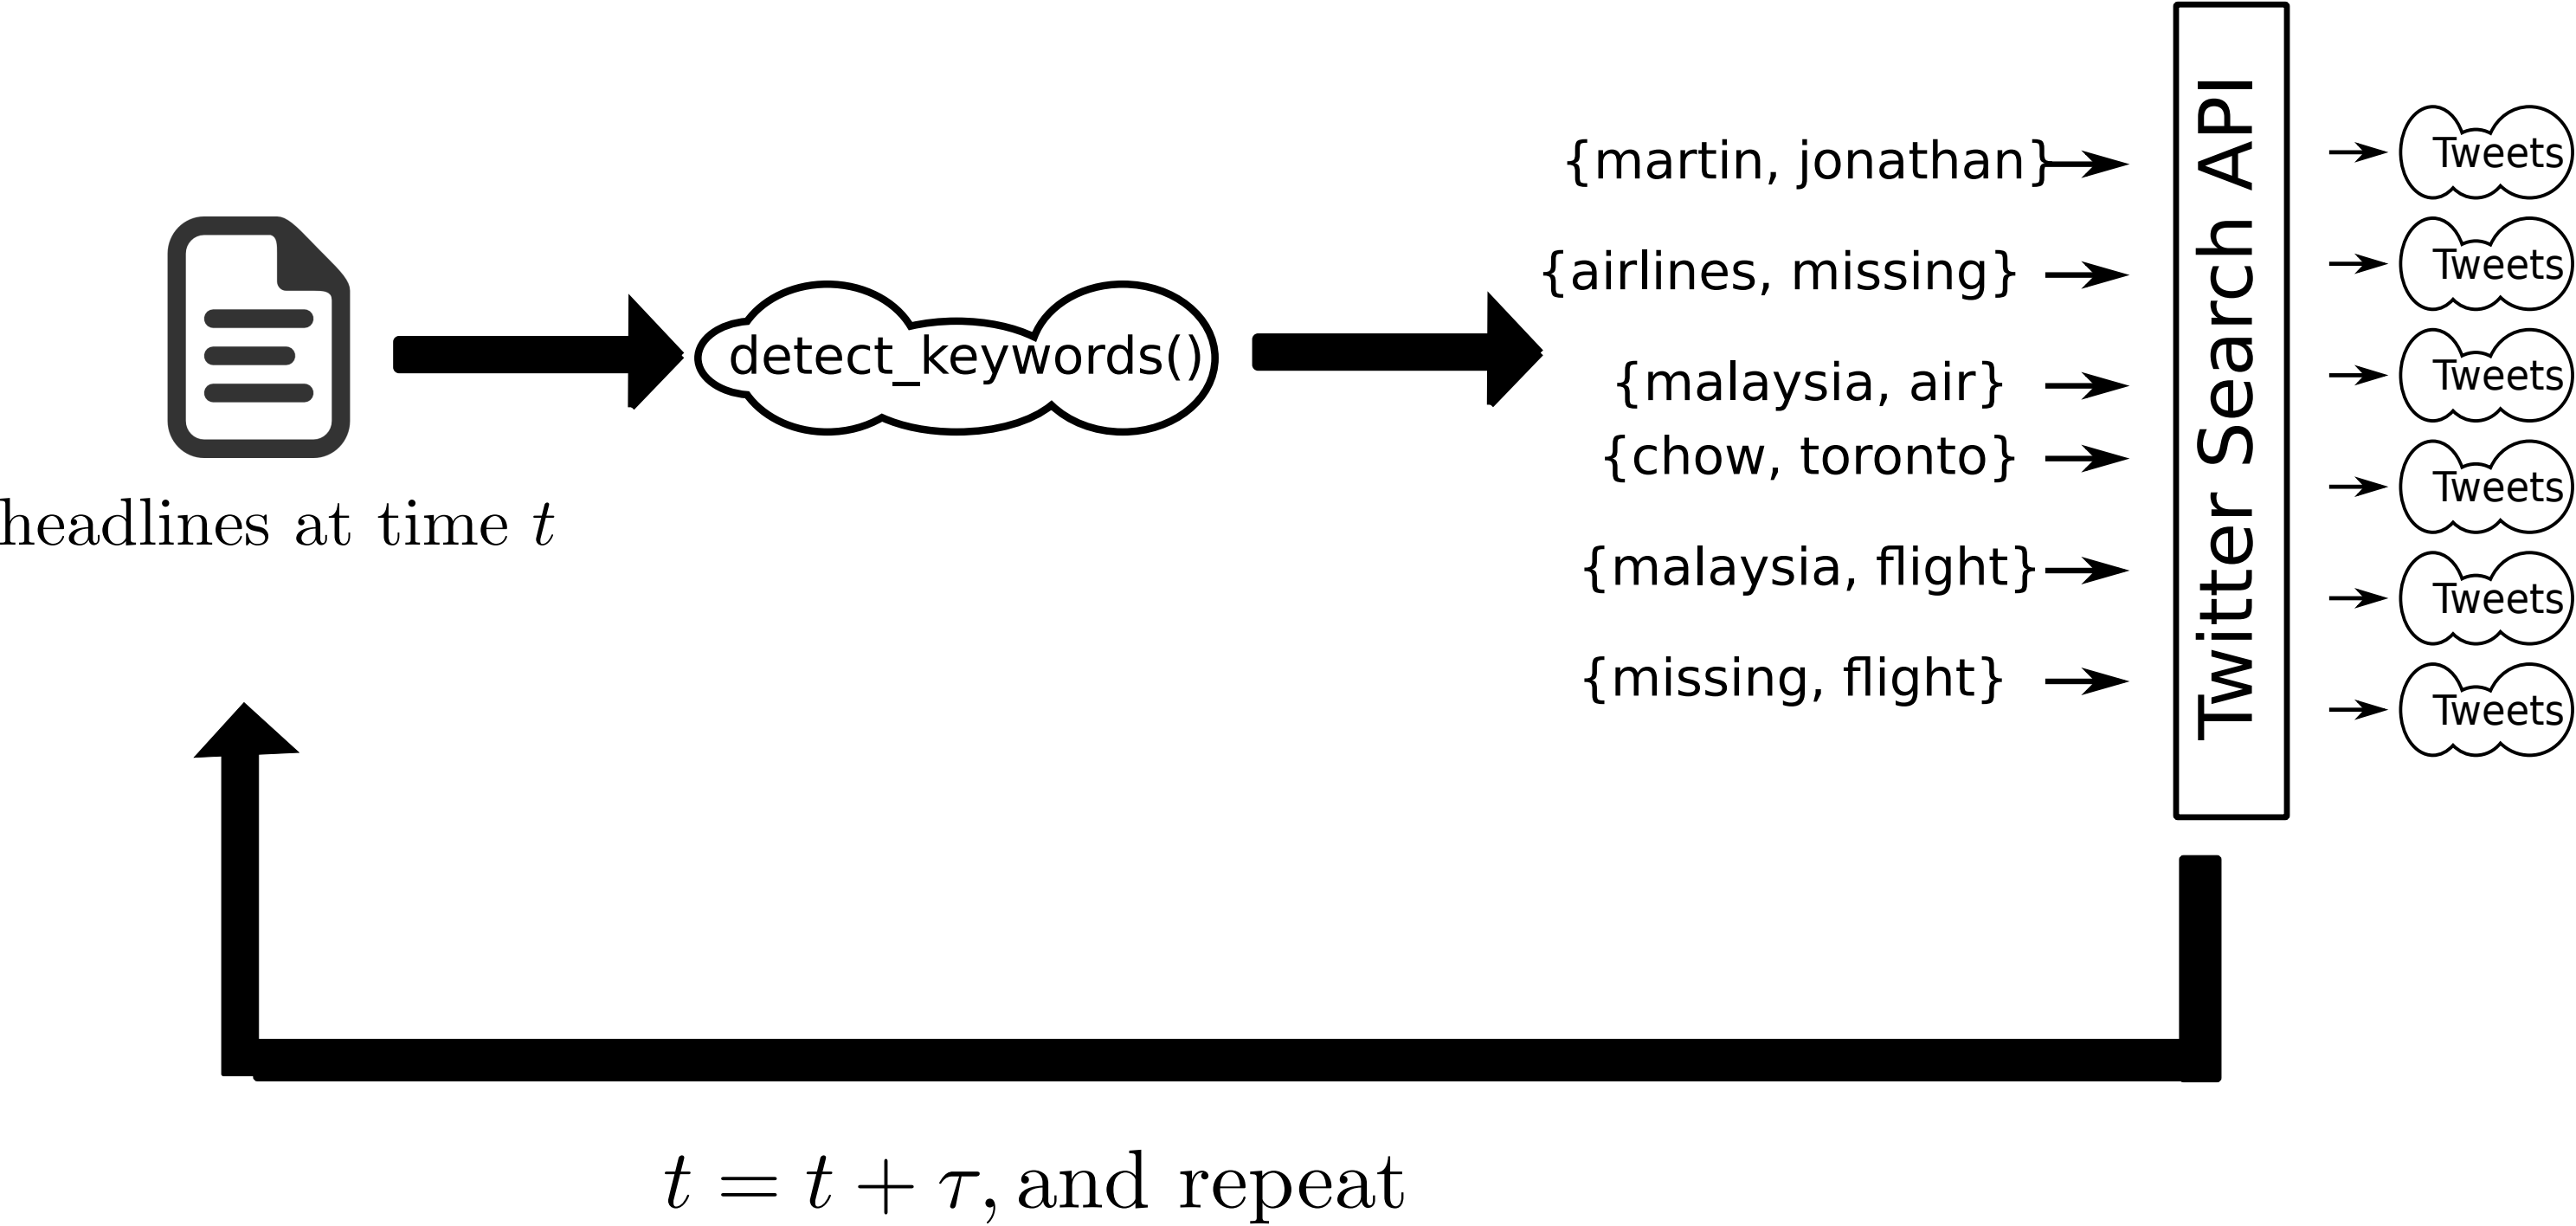 headlines at time t
detect_keywords()
{martin, jonathan}
{airlines, missing}
{malaysia, air}
{chow, toronto}
{malaysia, flight}
{missing, flight}
Twitter Search API
Tweets
Tweets
Tweets
Tweets
Tweets
Tweets
t = t + τ, and repeat